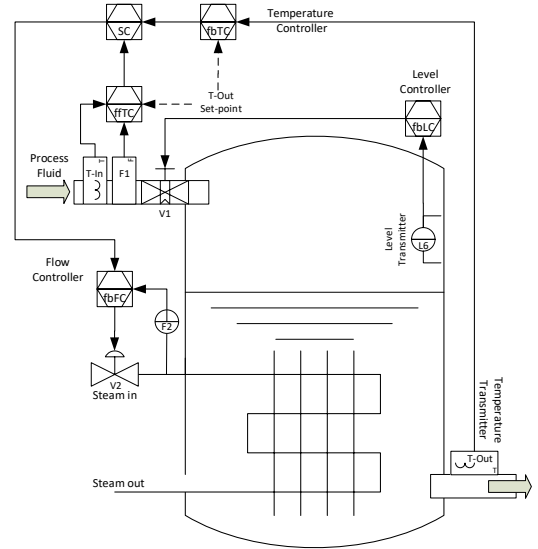 SC
fbTC
Temperature
Controller
ffTC
T-Out
Set-point
Level
Controller
fbLC
Process
Fluid
T-In
T
F1
F
V1
Level
Transmitter
L6
Flow
Controller
fbFC
F2
V2
Steam in
Temperature
Transmitter
T-Out
T
Steam out